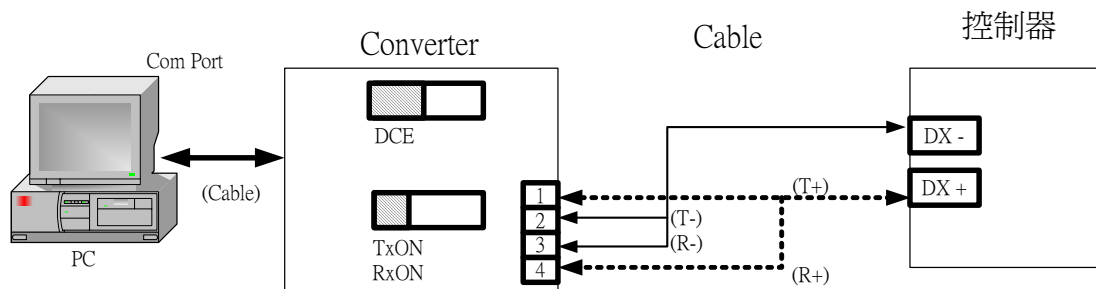 Converter
Cable
控制器
Com Port
DCE
DX -
(Cable)
1
(T+)
DX +
2
(T-)
TxON
3
(R-)
PC
RxON
4
(R+)